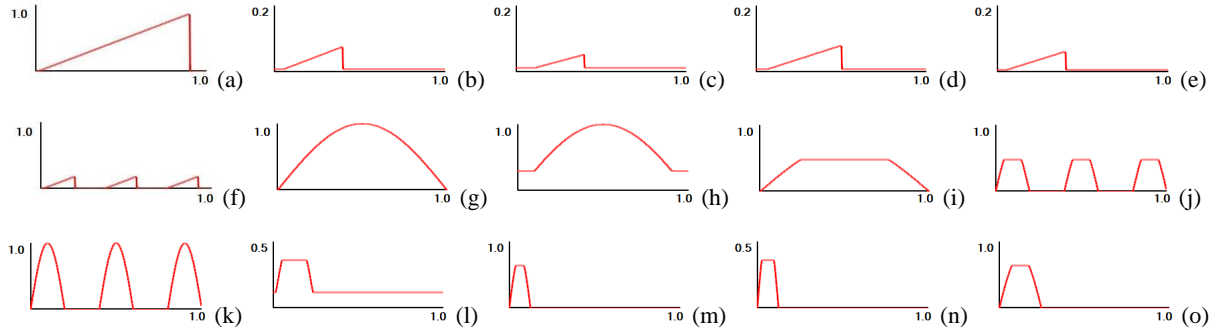 1.0 1.0 (a)
0.2 1.0 (b)
0.2 1.0 (c)
0.2 1.0 (d)
0.2 1.0 (e)
1.0 1.0 (f)
1.0 1.0 (g)
1.0 1.0 (h)
1.0 1.0 (i)
1.0 1.0 (j)
1.0 1.0 (k)
0.5 1.0 (l)
1.0 1.0 (m)
0.5 1.0 (n)
1.0 1.0 (o)